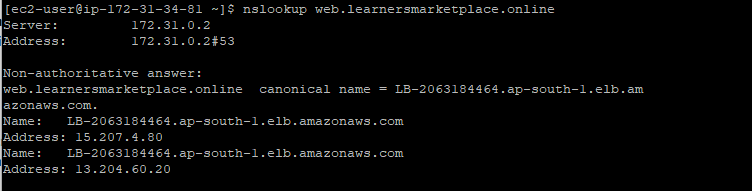 [ec2-user@ip-172-31-34-81 ~]$ nslookup web.learnersmarketplace.online
Server:         172.31.0.2
Address:        172.31.0.2#53

Non-authoritative answer:
web.learnersmarketplace.online  canonical name = LB-2063184464.ap-south-1.elb.am
azonaws.com.
Name:   LB-2063184464.ap-south-1.elb.amazonaws.com
Address: 15.207.4.80
Name:   LB-2063184464.ap-south-1.elb.amazonaws.com
Address: 13.204.60.20